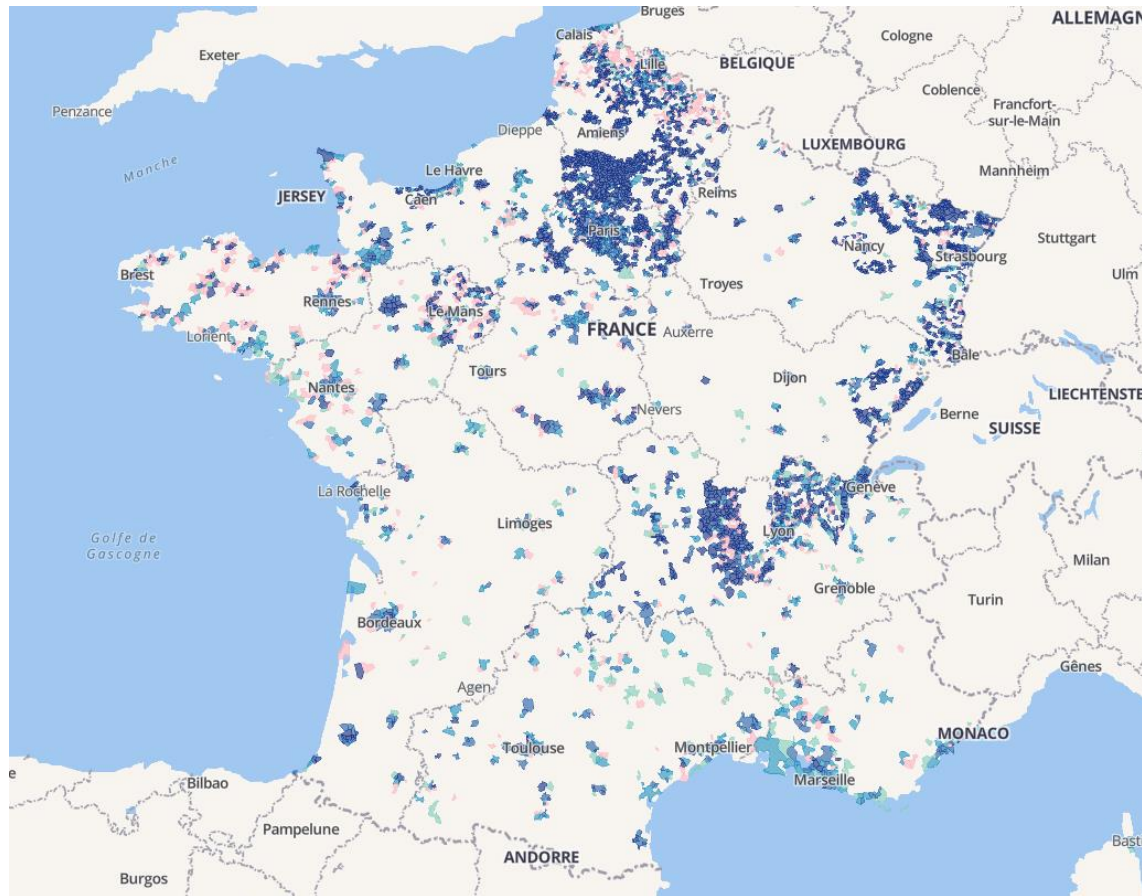 Bruges
ALLEMAGN
Calais
Exeter
Cologne
Lille
BELGIQUE
Coblence
Penzance
Francfort-
sur-le-Main
Dieppe
Amiens
LUXEMBOURG
Manche
Le Havre
Mannheim
JERSEY
Caen
Reims
Paris
Nancy
Stuttgart
Strasbourg
Brest
Rennes
Troyes
Ulm
Le Mans
Lorient
FRANCE
Auxerre
Bâle
Tours
Dijon
Nantes
Nevers
Berne
LIECHTENSTE
SUISSE
La Rochelle
Genève
Limoges
Lyon
Golfe de
Gascogne
Milan
Grenoble
Turin
Bordeaux
Gênes
Agen
Toulouse
Montpellier
MONACO
Marseille
e
Bilbao
Pampelune
Bast
ANDORRE
Burgos